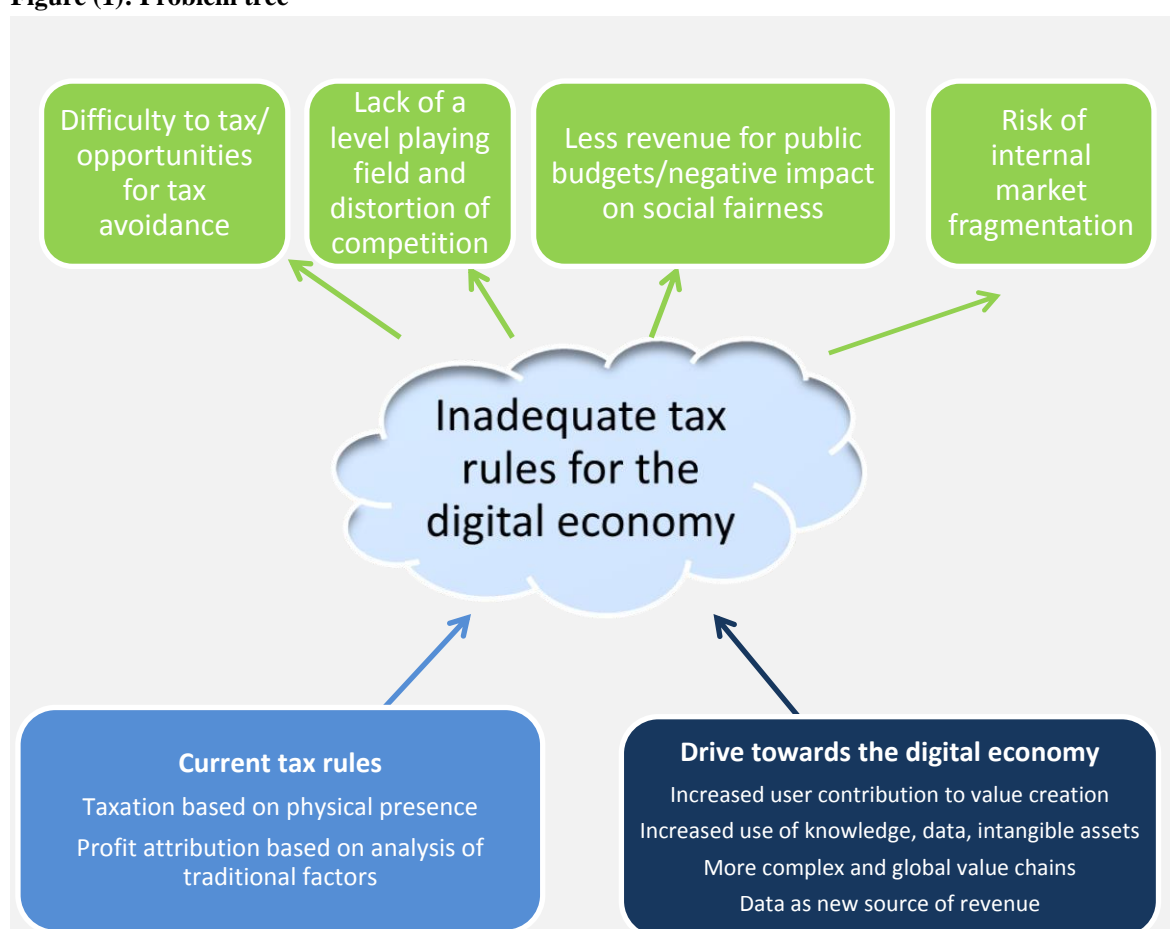 Figure (1): Problem tree
Difficulty to tax/
opportunities
for tax
avoidance
Lack of a
level playing
field and
distortion of
competition
Less revenue for public
budgets/negative impact
on social fairness
Risk of
internal
market
fragmentation
Inadequate tax
rules for the
digital economy
Current tax rules
Taxation based on physical presence
Profit attribution based on analysis of
traditional factors
Drive towards the digital economy
Increased user contribution to value creation
Increased use of knowledge, data, intangible assets
More complex and global value chains
Data as new source of revenue